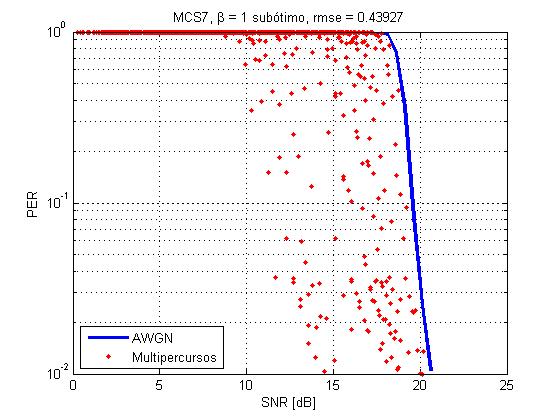 MCS7, β = 1 subótimo, rmse = 0.43927
10^0
10^-1
10^-2
PER
AWGN
Multipercursos
0 5 10 15 20 25
SNR [dB]